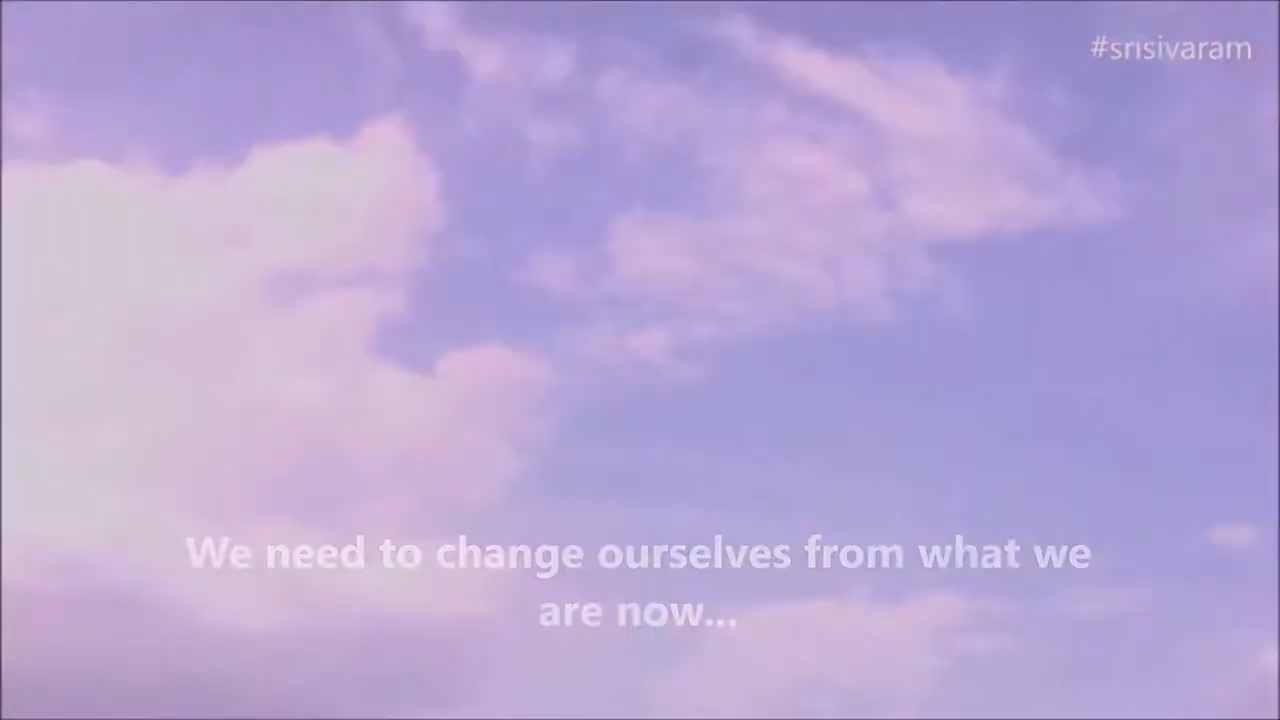 #srisivaram
We need to change ourselves from what we
are now...